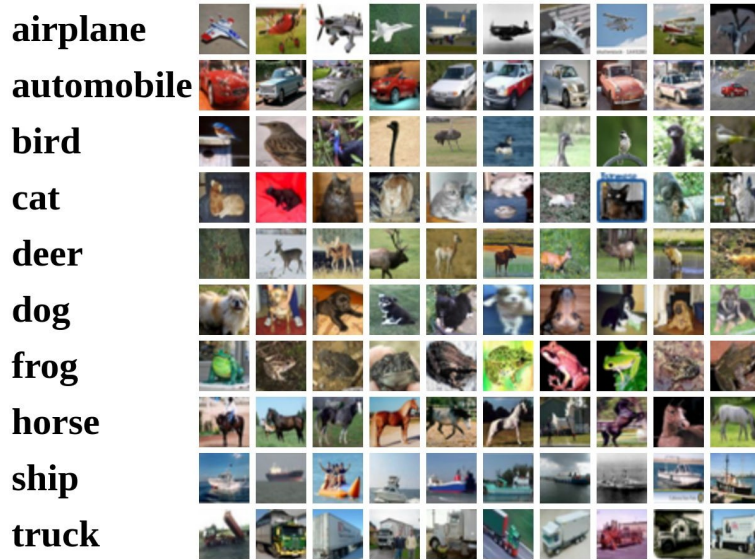 airplane
automobile
bird
cat
deer
dog
frog
horse
ship
truck